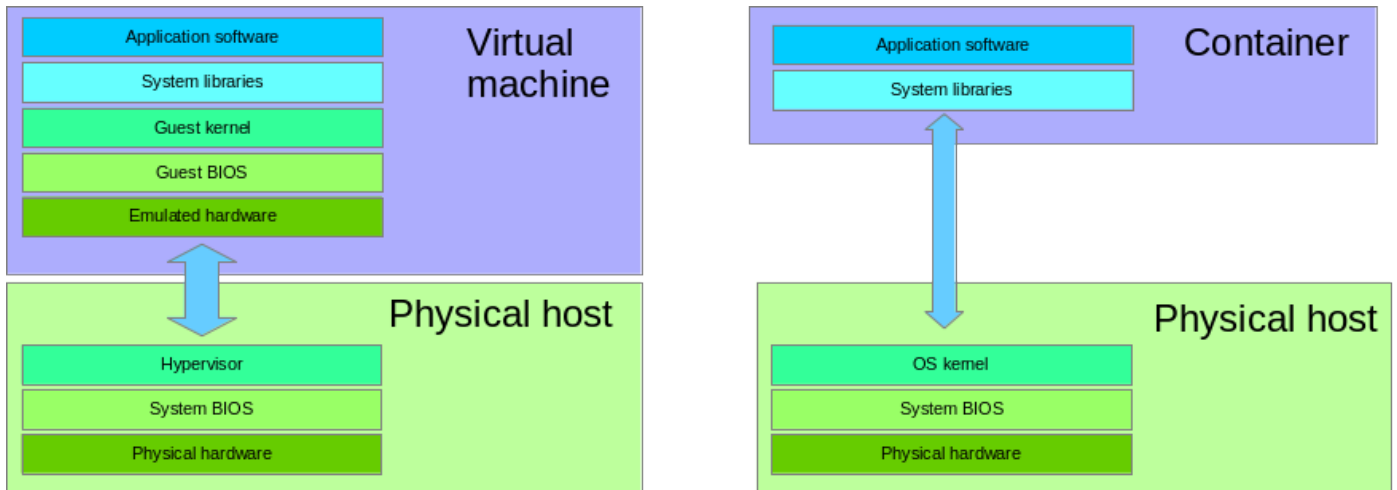 Virtual
machine
Application software
System libraries
Guest kernel
Guest BIOS
Emulated hardware
Physical host
Hypervisor
System BIOS
Physical hardware
Container
Application software
System libraries
Physical host
OS kernel
System BIOS
Physical hardware